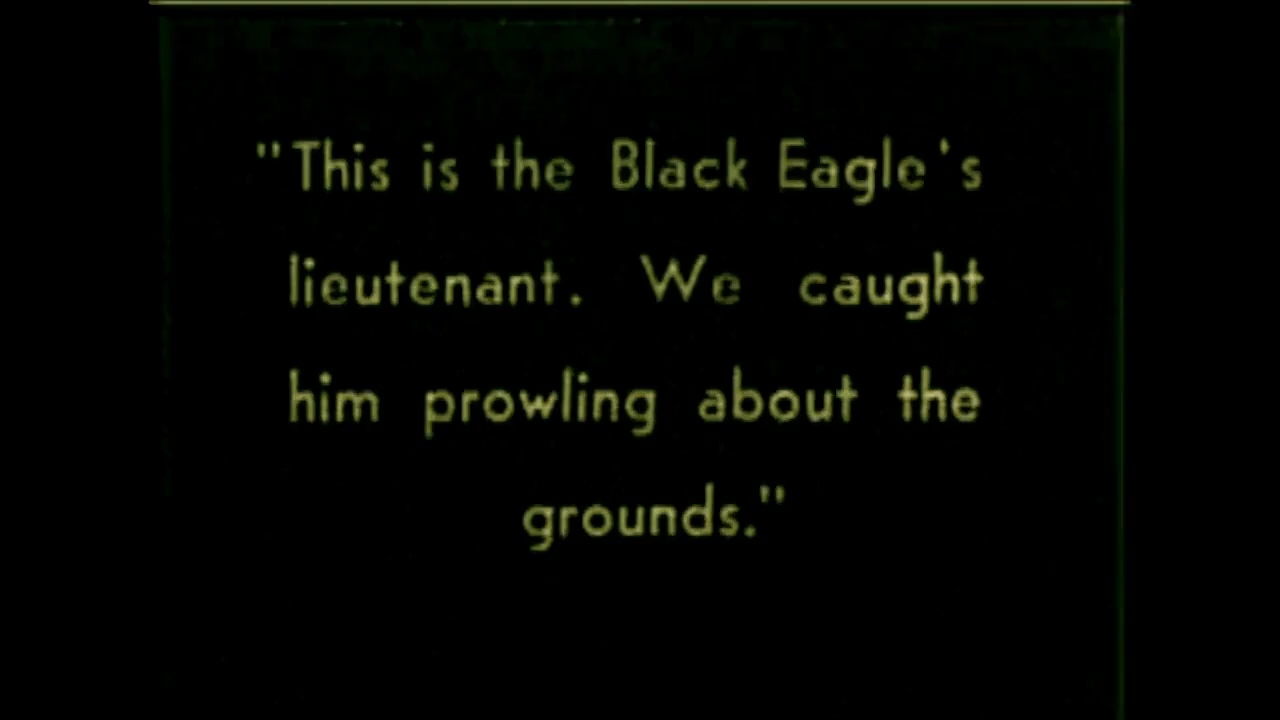 "This is the Black Eagle's
lieutenant. We caught
him prowling about the
grounds."